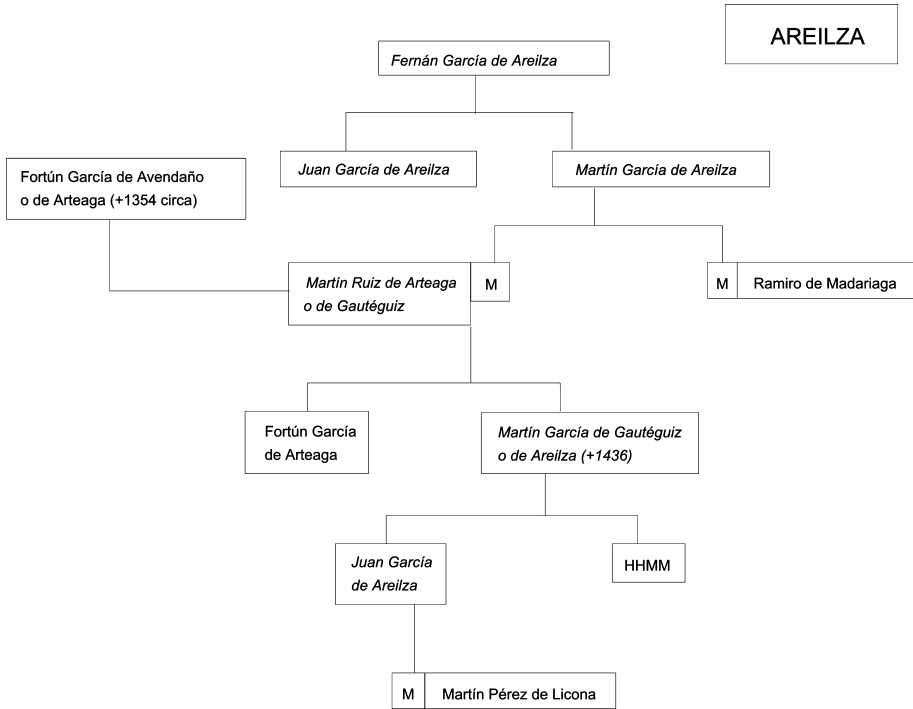 AREILZA
Fernán García de Areilza
Juan García de Areilza
Martín García de Areilza
Fortún García de Avendaño
o de Arteaga (+1354 circa)
Martín Ruiz de Arteaga
o de Gautéguiz
M
M
Ramiro de Madariaga
Fortún García
de Arteaga
Martín García de Gautéguiz
o de Areilza (+1436)
Juan García
de Areilza
HHMM
M
Martín Pérez de Licona